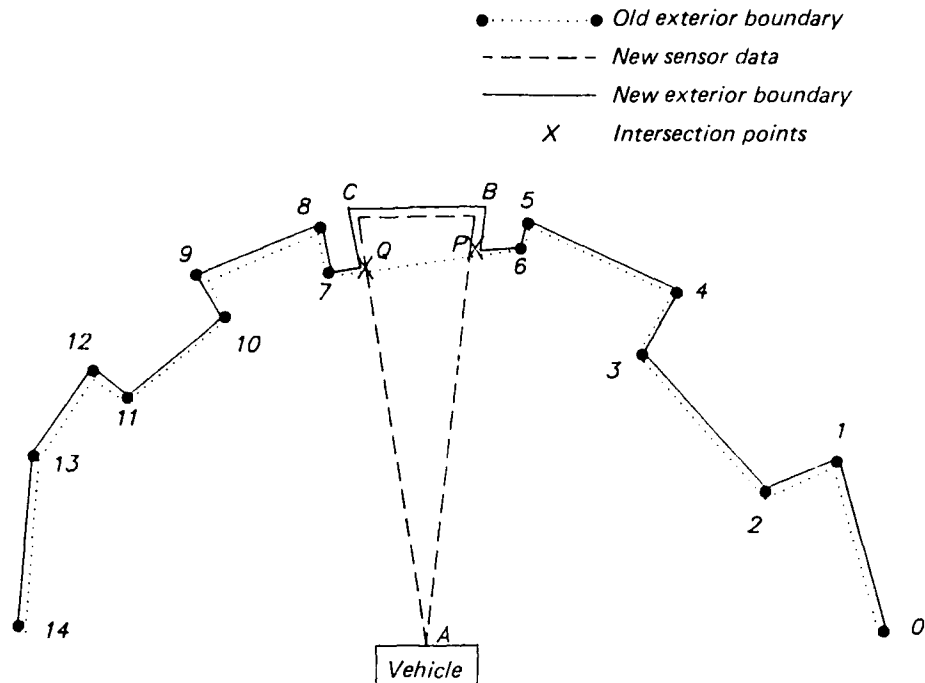 Old exterior boundary
New sensor data
New exterior boundary
X Intersection points
C B
8 5
P
Q
9 7 6
4
10
12 3
11
1
13
2
14 A 0
Vehicle